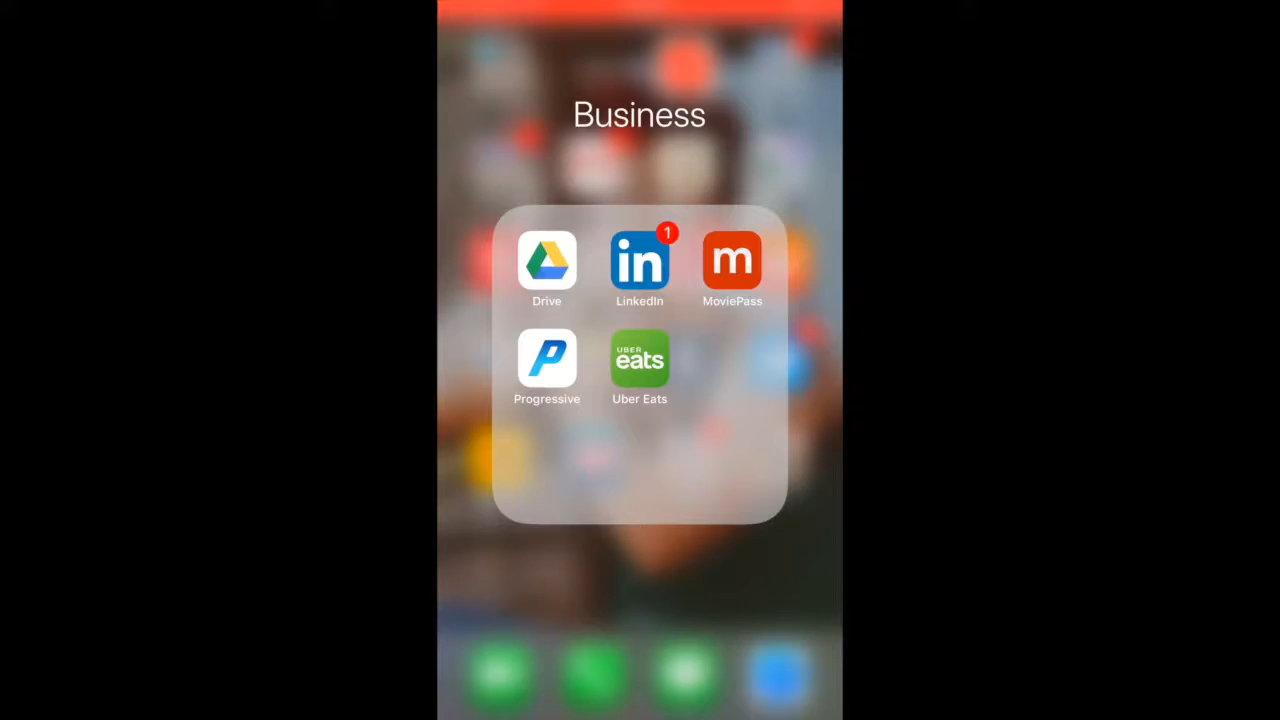 Business
1
in
m
Drive
LinkedIn
MoviePass
P
UBER
eats
Progressive
Uber Eats